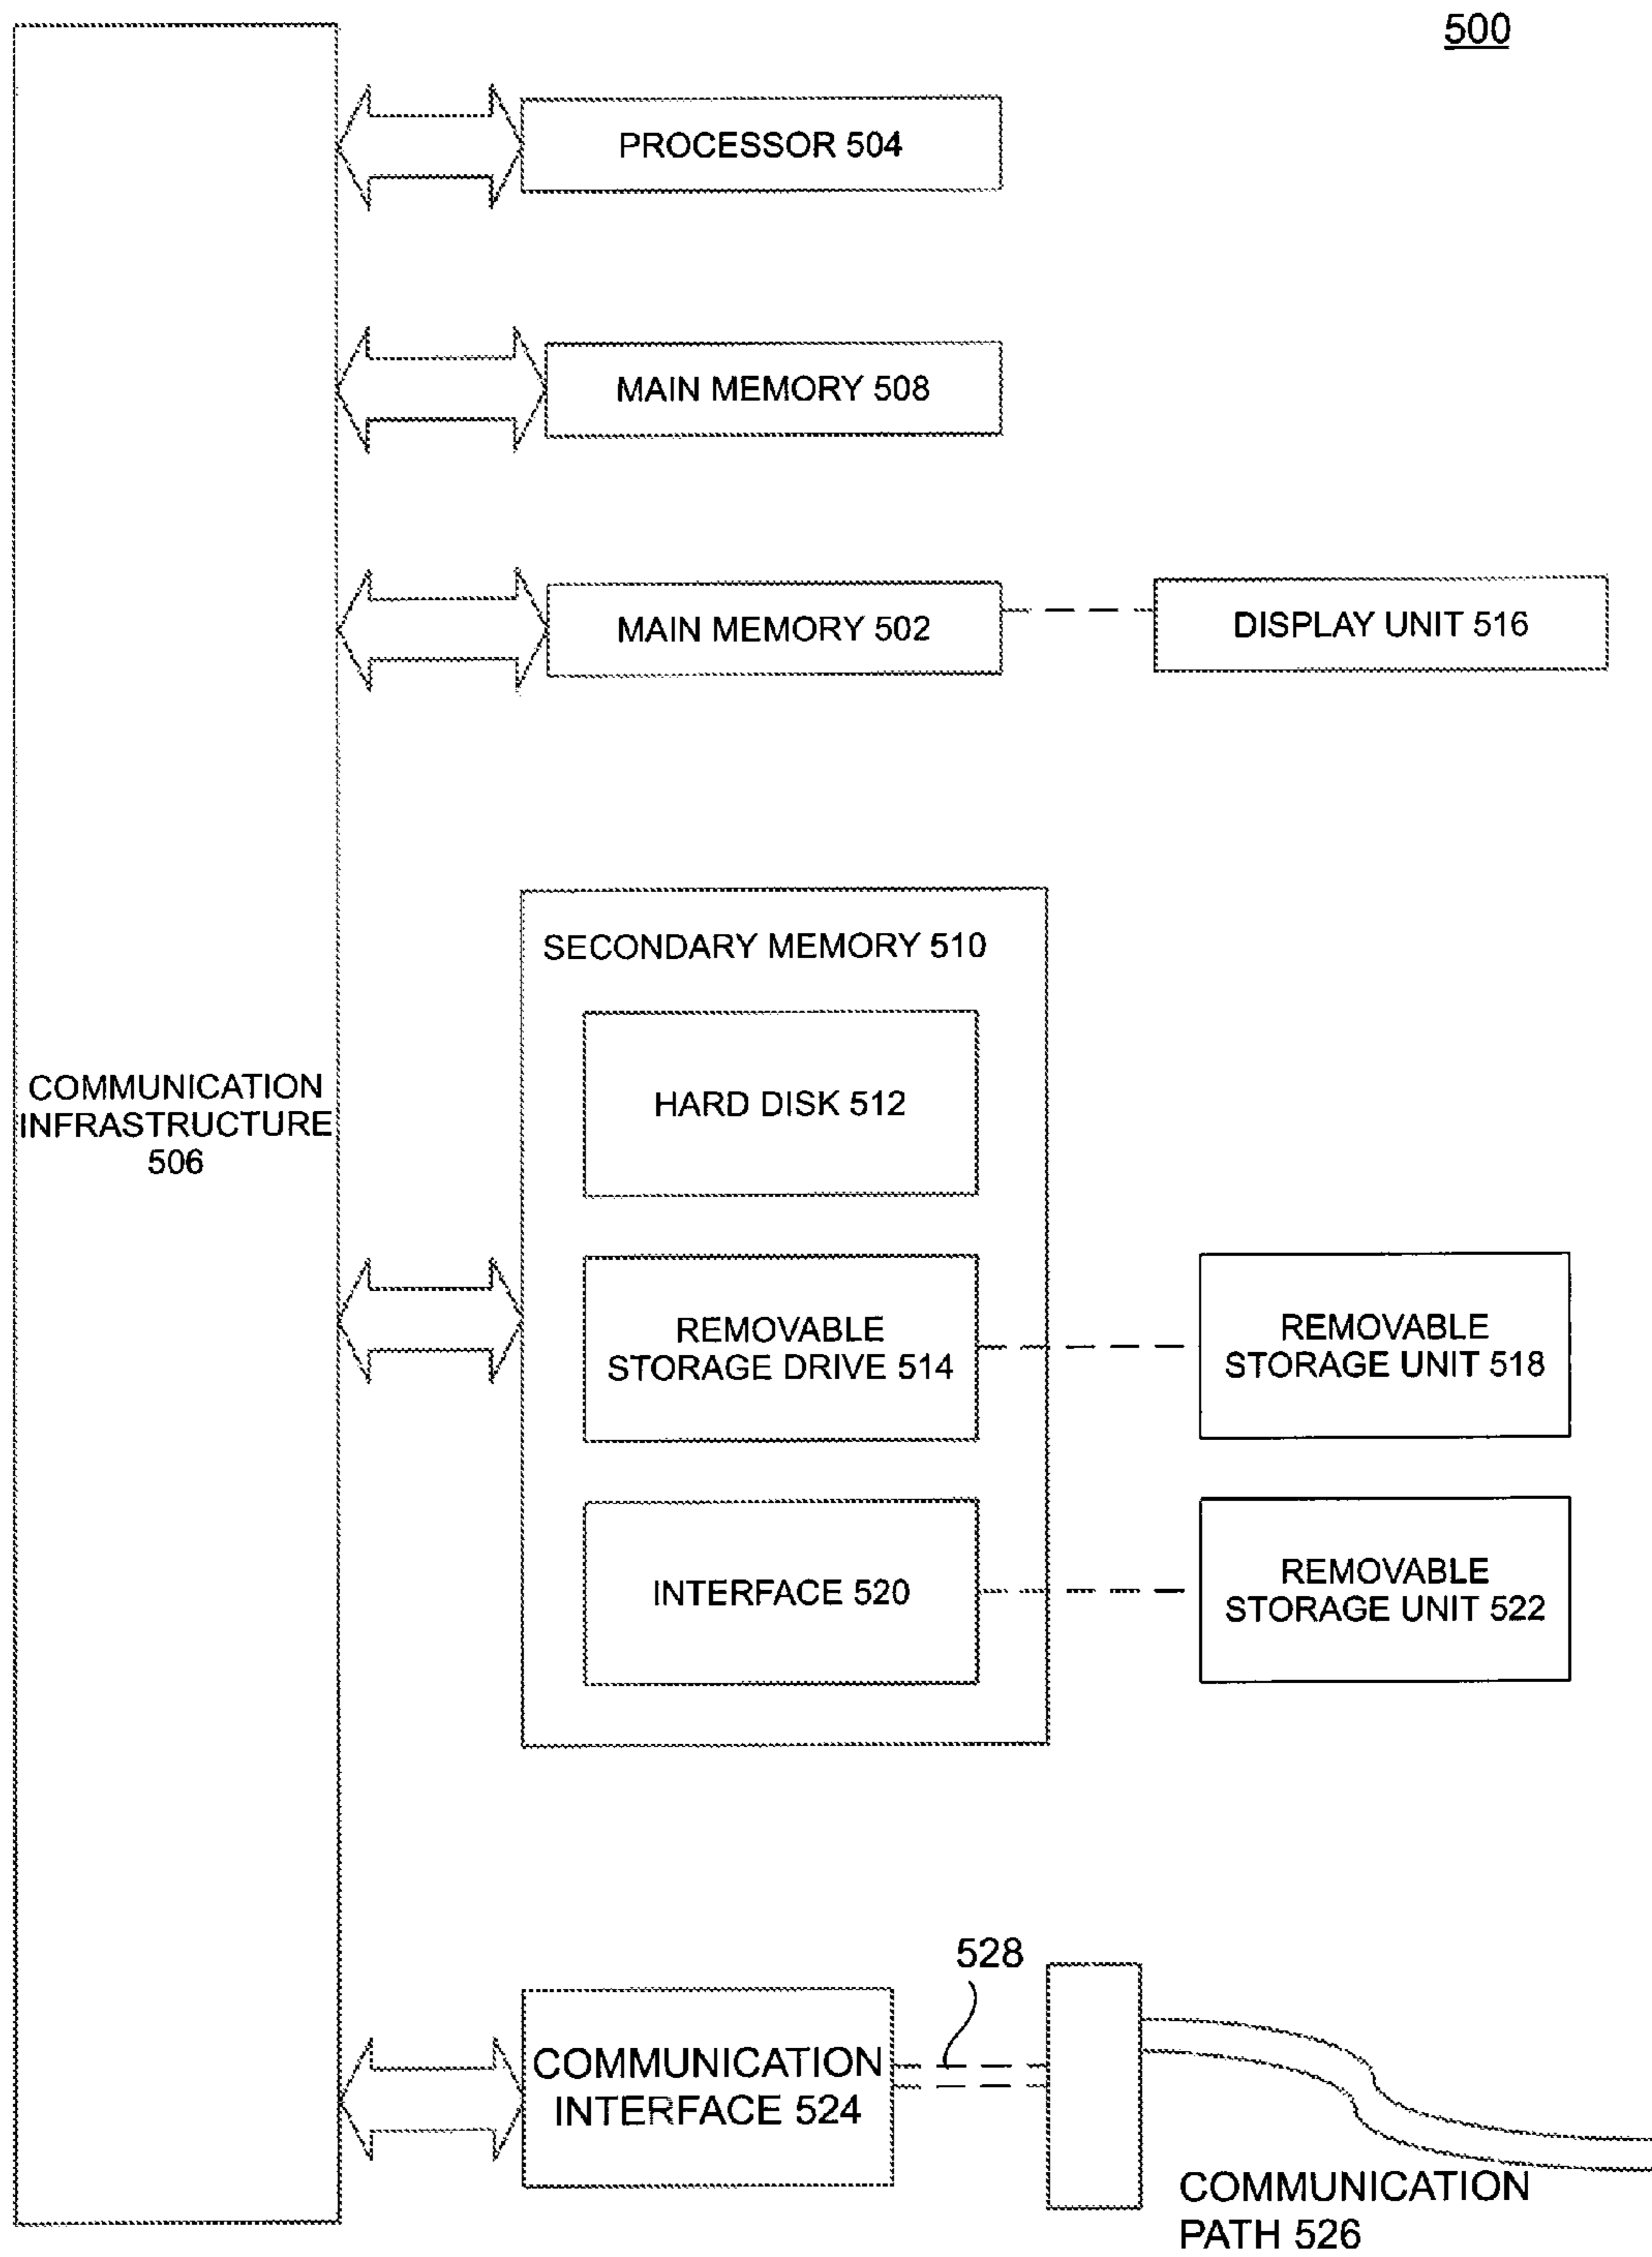 500
PROCESSOR 504
MAIN MEMORY 508
MAIN MEMORY 502
DISPLAY UNIT 516
SECONDARY MEMORY 510
HARD DISK 512
COMMUNICATION
INFRASTRUCTURE
506
REMOVABLE
STORAGE DRIVE 514
REMOVABLE
STORAGE UNIT 518
INTERFACE 520
REMOVABLE
STORAGE UNIT 522
528
COMMUNICATION
INTERFACE 524
COMMUNICATION
PATH 526